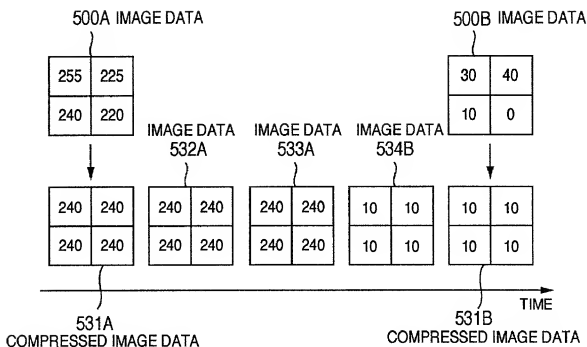 500A IMAGE DATA
500B IMAGE DATA
255 225
240 220
30 40
10 0
IMAGE DATA
532A
IMAGE DATA
533A
IMAGE DATA
534B
240 240 240 240 240 240 10 10 10 10
240 240 240 240 240 240 10 10 10 10
TIME
531A
COMPRESSED IMAGE DATA
531B
COMPRESSED IMAGE DATA